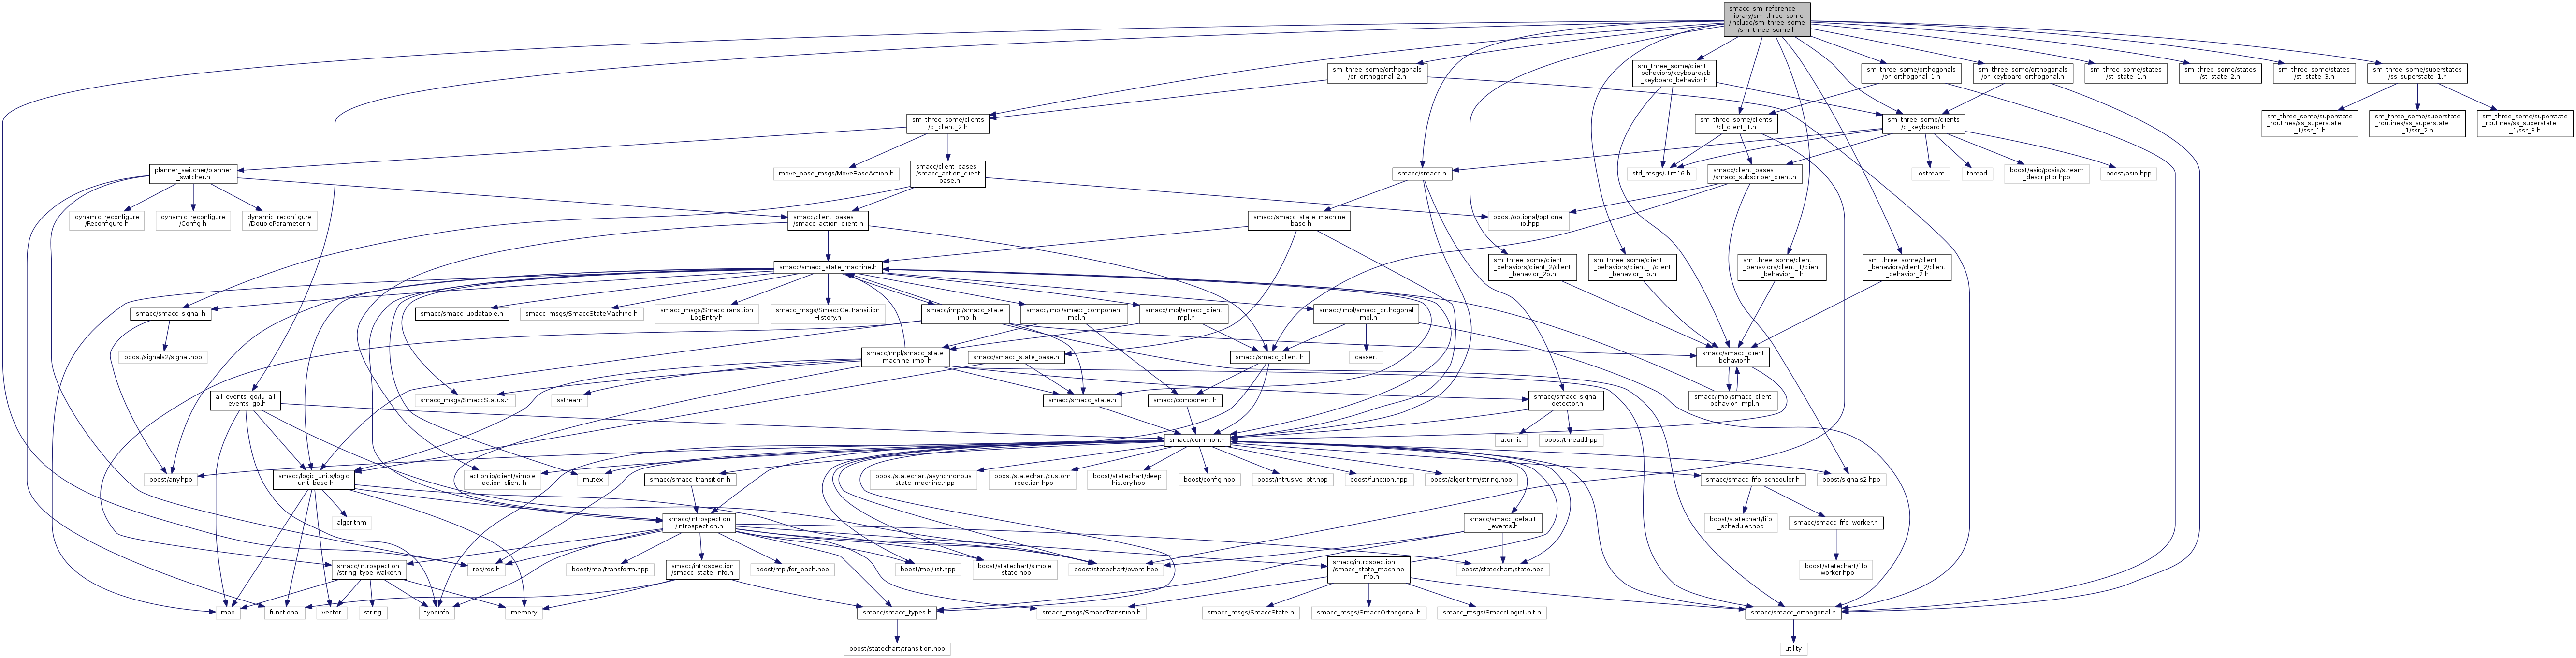 smacc_sm_reference
_library/sm_three_some
/include/sm_three_some
/sm_three_some.h
sm_three_some/orthogonals
/or_orthogonal_2.h
sm_three_some/client
_behaviors/keyboard/cb
_keyboard_behavior.h
sm_three_some/orthogonals
/or_orthogonal_1.h
sm_three_some/orthogonals
/or_keyboard_orthogonal.h
sm_three_some/states
/st_state_1.h
sm_three_some/states
/st_state_2.h
sm_three_some/states
/st_state_3.h
sm_three_some/superstates
/ss_superstate_1.h
sm_three_some/clients
/cl_client_2.h
sm_three_some/clients
/cl_client_1.h
sm_three_some/clients
/cl_keyboard.h
sm_three_some/superstate
_routines/ss_superstate
_1/ssr_1.h
sm_three_some/superstate
_routines/ss_superstate
_1/ssr_2.h
sm_three_some/superstate
_routines/ss_superstate
_1/ssr_3.h
planner_switcher/planner
_switcher.h
move_base_msgs/MoveBaseAction.h
smacc/client_bases
/smacc_action_client
_base.h
smacc/smacc.h
std_msgs/UInt16.h
smacc/client_bases
/smacc_subscriber_client.h
iostream
thread
boost/asio/posix/stream
_descriptor.hpp
boost/asio.hpp
dynamic_reconfigure
/Reconfigure.h
dynamic_reconfigure
/Config.h
dynamic_reconfigure
/DoubleParameter.h
smacc/client_bases
/smacc_action_client.h
smacc/smacc_state_machine
_base.h
boost/optional/optional
_io.hpp
smacc/smacc_state_machine.h
sm_three_some/client
_behaviors/client_2/client
_behavior_2b.h
sm_three_some/client
_behaviors/client_1/client
_behavior_1b.h
sm_three_some/client
_behaviors/client_1/client
_behavior_1.h
sm_three_some/client
_behaviors/client_2/client
_behavior_2.h
smacc/smacc_signal.h
smacc/smacc_updatable.h
smacc_msgs/SmaccStateMachine.h
smacc_msgs/SmaccTransition
LogEntry.h
smacc_msgs/SmaccGetTransition
History.h
smacc/impl/smacc_state
_impl.h
smacc/impl/smacc_component
_impl.h
smacc/impl/smacc_client
_impl.h
smacc/impl/smacc_orthogonal
_impl.h
boost/signals2/signal.hpp
smacc/impl/smacc_state
_machine_impl.h
smacc/smacc_state_base.h
smacc/smacc_client.h
cassert
smacc/smacc_client
_behavior.h
all_events_go/lu_all
_events_go.h
smacc_msgs/SmaccStatus.h
sstream
smacc/smacc_state.h
smacc/component.h
smacc/smacc_signal
_detector.h
smacc/impl/smacc_client
_behavior_impl.h
smacc/common.h
atomic
boost/thread.hpp
boost/any.hpp
smacc/logic_units/logic
_unit_base.h
actionlib/client/simple
_action_client.h
mutex
smacc/smacc_transition.h
boost/statechart/asynchronous
_state_machine.hpp
boost/statechart/custom
_reaction.hpp
boost/statechart/deep
_history.hpp
boost/config.hpp
boost/intrusive_ptr.hpp
boost/function.hpp
boost/algorithm/string.hpp
smacc/smacc_fifo_scheduler.h
boost/signals2.hpp
algorithm
smacc/introspection
/introspection.h
smacc/smacc_default
_events.h
boost/statechart/fifo
_scheduler.hpp
smacc/smacc_fifo_worker.h
smacc/introspection
/string_type_walker.h
ros/ros.h
boost/mpl/transform.hpp
smacc/introspection
/smacc_state_info.h
boost/mpl/for_each.hpp
boost/mpl/list.hpp
boost/statechart/simple
_state.hpp
boost/statechart/event.hpp
smacc/introspection
/smacc_state_machine
_info.h
boost/statechart/state.hpp
boost/statechart/fifo
_worker.hpp
map
functional
vector
string
typeinfo
memory
smacc/smacc_types.h
smacc_msgs/SmaccTransition.h
smacc_msgs/SmaccState.h
smacc_msgs/SmaccOrthogonal.h
smacc_msgs/SmaccLogicUnit.h
smacc/smacc_orthogonal.h
boost/statechart/transition.hpp
utility